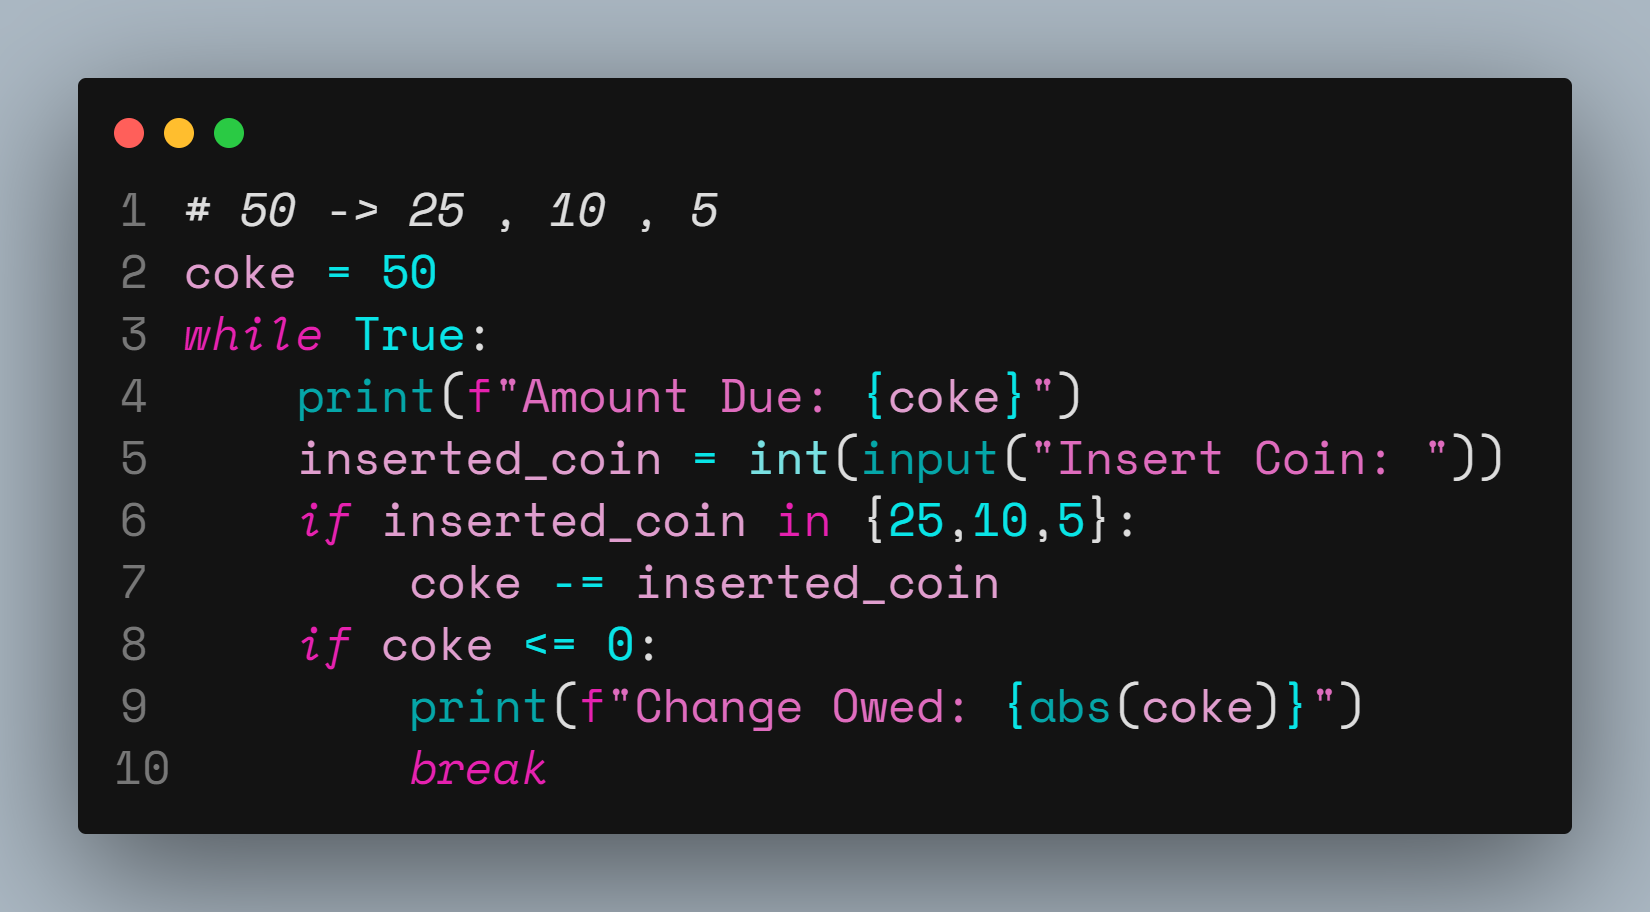 1 # 50 -> 25 , 10 , 5
2 coke = 50
3 while True:
4     print(f"Amount Due: {coke}")
5     inserted_coin = int(input("Insert Coin: "))
6     if inserted_coin in {25,10,5}:
7         coke -= inserted_coin
8     if coke <= 0:
9         print(f"Change Owed: {abs(coke)}")
10         break